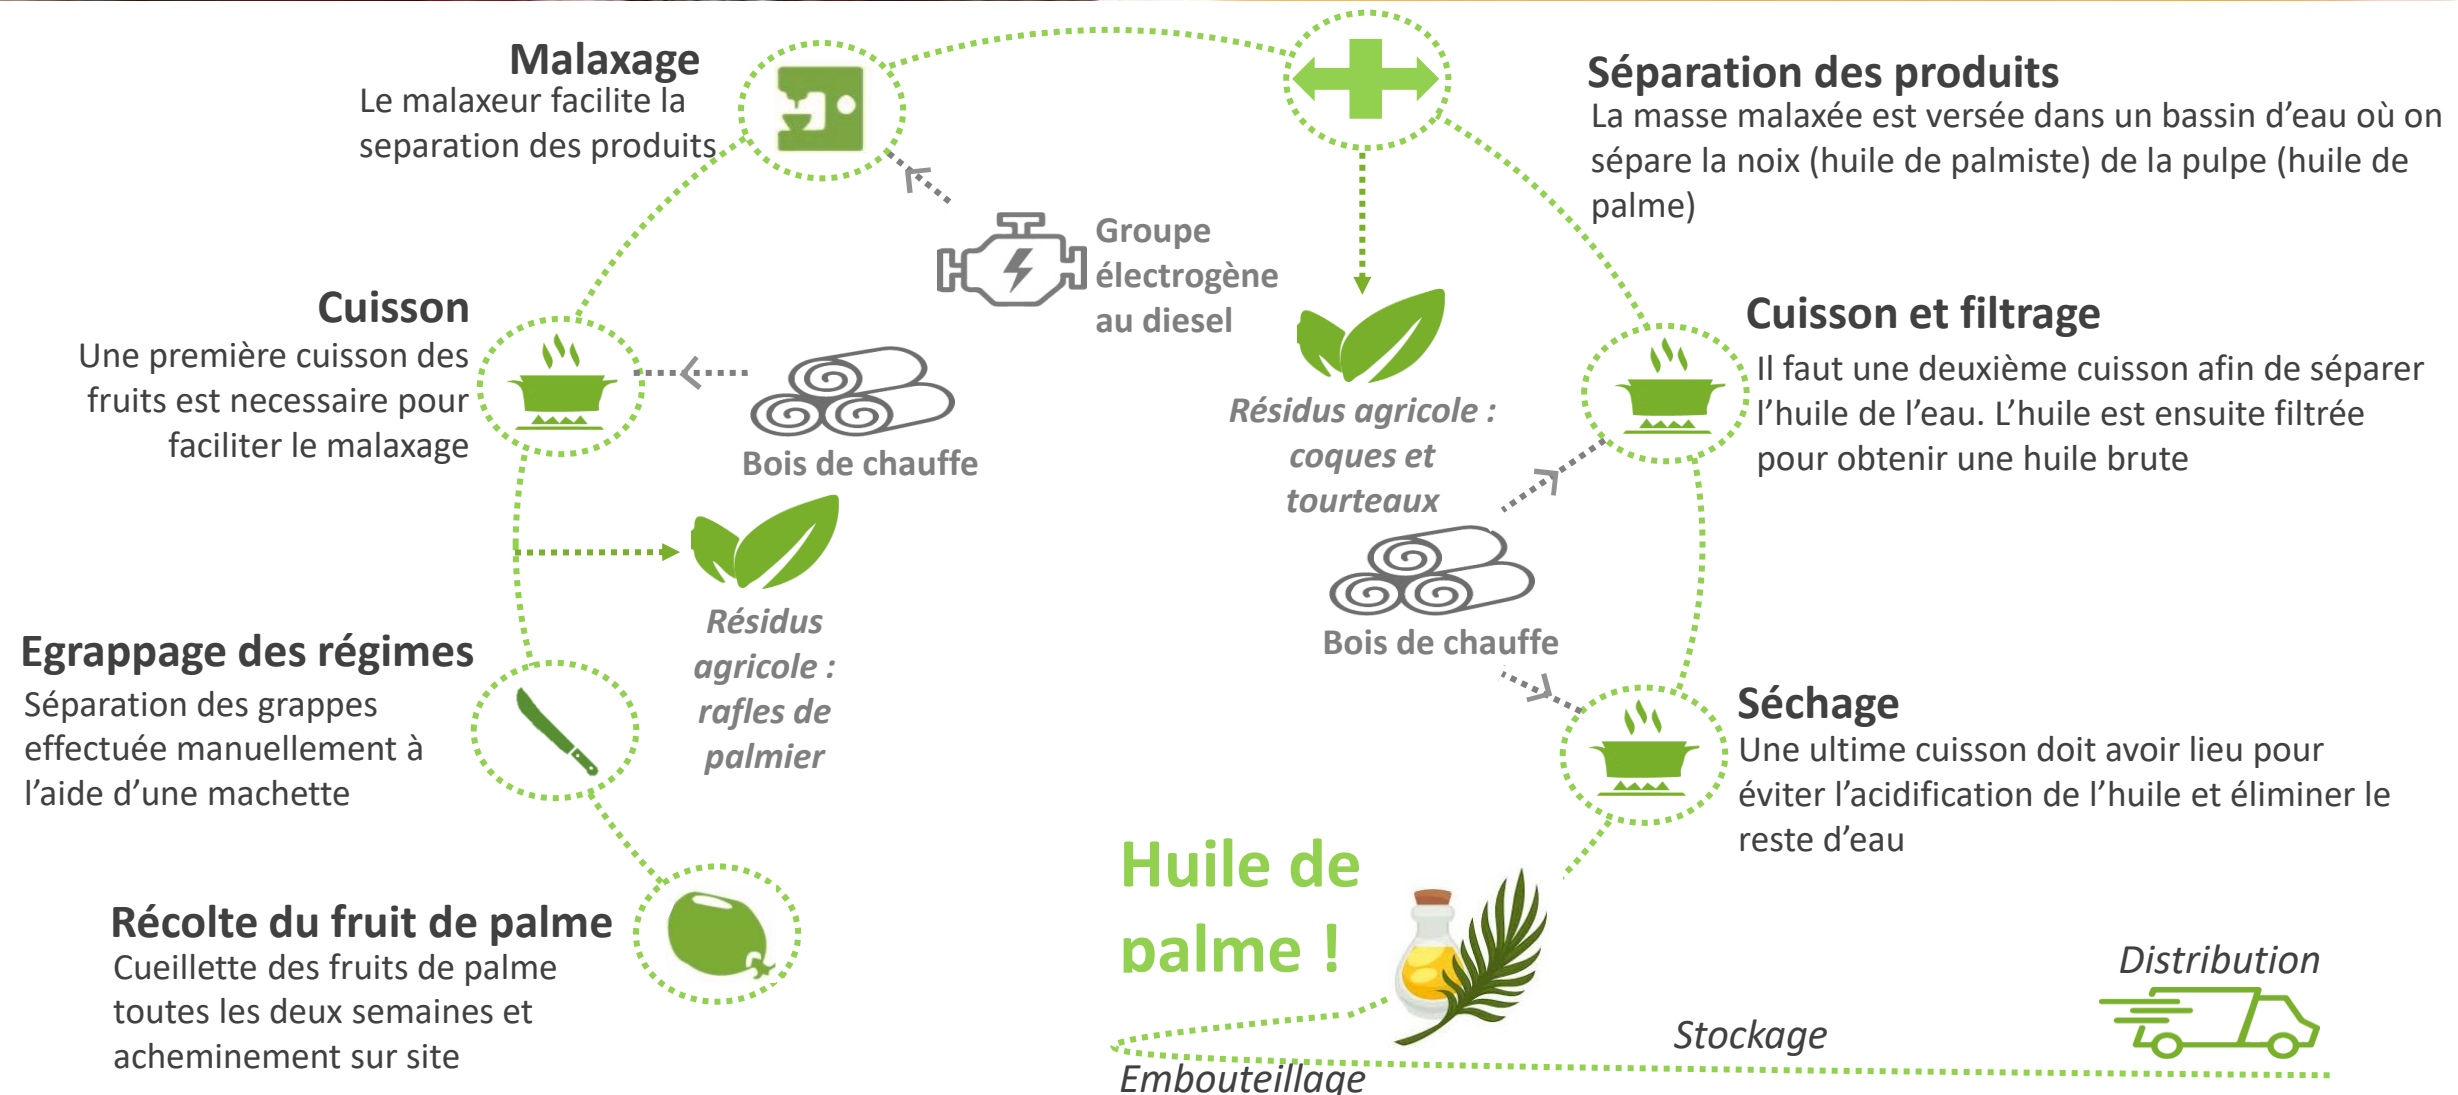 Malaxage
Le malaxeur facilite la
separation des produits
Séparation des produits
La masse malaxée est versée dans un bassin d'eau où on
sépare la noix (huile de palmiste) de la pulpe (huile de
palme)
Groupe
électrogène
au diesel
Cuisson
Une première cuisson des
fruits est necessaire pour
faciliter le malaxage
Bois de chauffe
Résidus agricole :
coques et
tourteaux
Cuisson et filtrage
Il faut une deuxième cuisson afin de séparer
l'huile de l'eau. L'huile est ensuite filtrée
pour obtenir une huile brute
Bois de chauffe
Egrappage des régimes
Séparation des grappes
effectuée manuellement à
l'aide d'une machette
Résidus
agricole :
rafles de
palmier
Séchage
Une ultime cuisson doit avoir lieu pour
éviter l'acidification de l'huile et éliminer le
reste d'eau
Récolte du fruit de palme
Cueillette des fruits de palme
toutes les deux semaines et
acheminement sur site
Huile de
palme !
Embouteillage
Stockage
Distribution